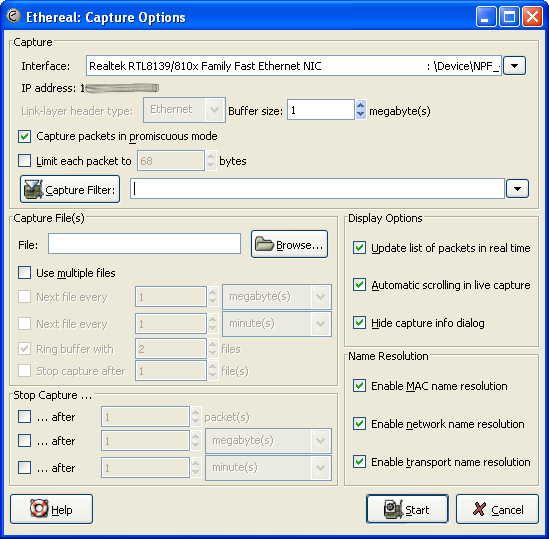 Ethereal: Capture Options
Capture
Interface: Realtek RTL8139/810x Family Fast Ethernet NIC : \Device\NPF_
IP address: 1
Link-layer header type: Ethernet Buffer size: 1 megabyte(s)
Capture packets in promiscuous mode
Limit each packet to 68 bytes
Capture Filter:
Capture File(s)
File: Browse...
Use multiple files
Next file every 1 megabyte(s)
Next file every 1 minute(s)
Ring buffer with 2 files
Stop capture after 1 file(s)
Display Options
Update list of packets in real time
Automatic scrolling in live capture
Hide capture info dialog
Stop Capture ...
... after 1 packet(s)
... after 1 megabyte(s)
... after 1 minute(s)
Name Resolution
Enable MAC name resolution
Enable network name resolution
Enable transport name resolution
Help
Start
Cancel